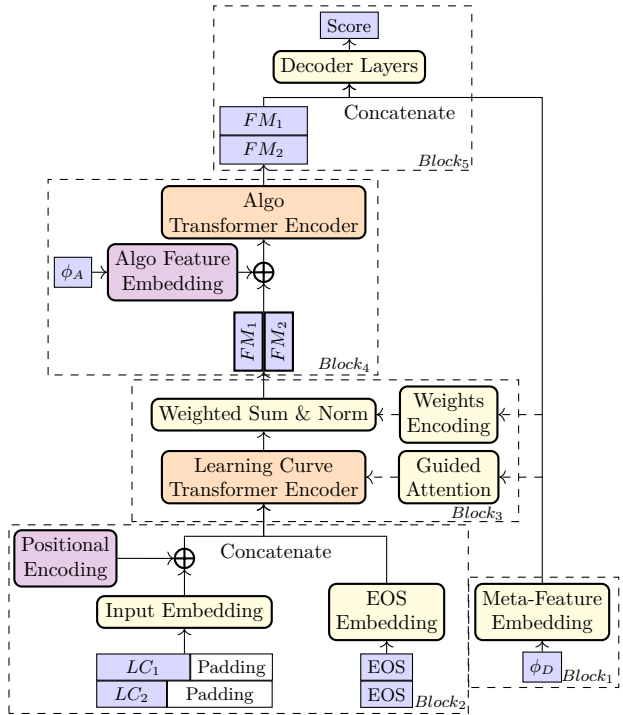 Score
Decoder Layers
Concatenate
FM₁
FM₂
Block₅
Algo
Transformer Encoder
ϕ_A
Algo Feature
Embedding
FM₁
FM₂
Block₄
Weighted Sum & Norm
Weights
Encoding
Learning Curve
Transformer Encoder
Guided
Attention
Block₃
Positional
Encoding
Concatenate
Input Embedding
EOS
Embedding
Meta-Feature
Embedding
LC₁ Padding
LC₂ Padding
EOS
EOS
Block₂
ϕ_D
Block₁